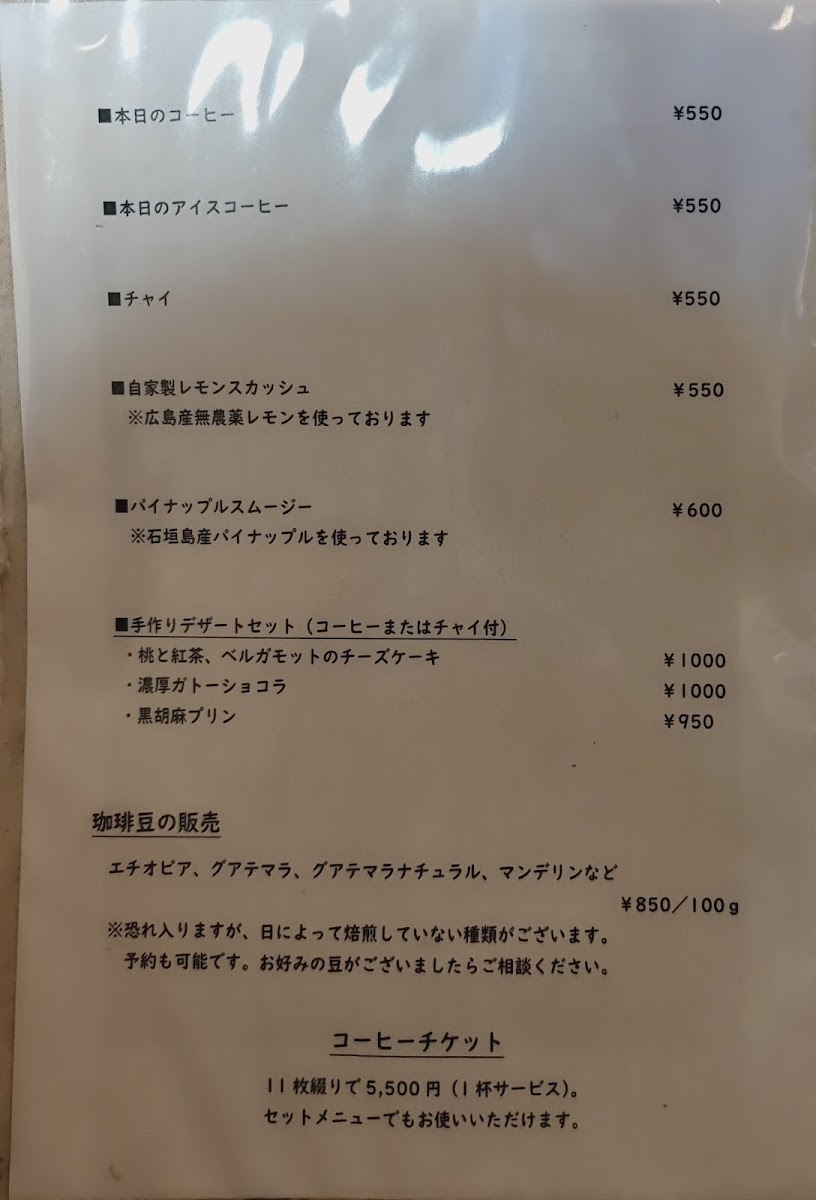 ■本日のコーヒー ¥550
■本日のアイスコーヒー ¥550
■チャイ ¥550
■自家製レモンスカッシュ ¥550
※広島産無農薬レモンを使っております
■パイナップルスムージー ¥600
※石垣島産パイナップルを使っております
■手作りデザートセット（コーヒーまたはチャイ付）
・桃と紅茶、ベルガモットのチーズケーキ ¥1000
・濃厚ガトーショコラ ¥1000
・黒胡麻プリン ¥950
珈琲豆の販売
エチオピア、グアテマラ、グアテマラナチュラル、マンデリンなど
¥850／100g
※恐れ入りますが、日によって焙煎していない種類がございます。
予約も可能です。お好みの豆がございましたらご相談ください。
コーヒーチケット
11枚綴りで5,500円（1杯サービス）。
セットメニューでもお使いいただけます。